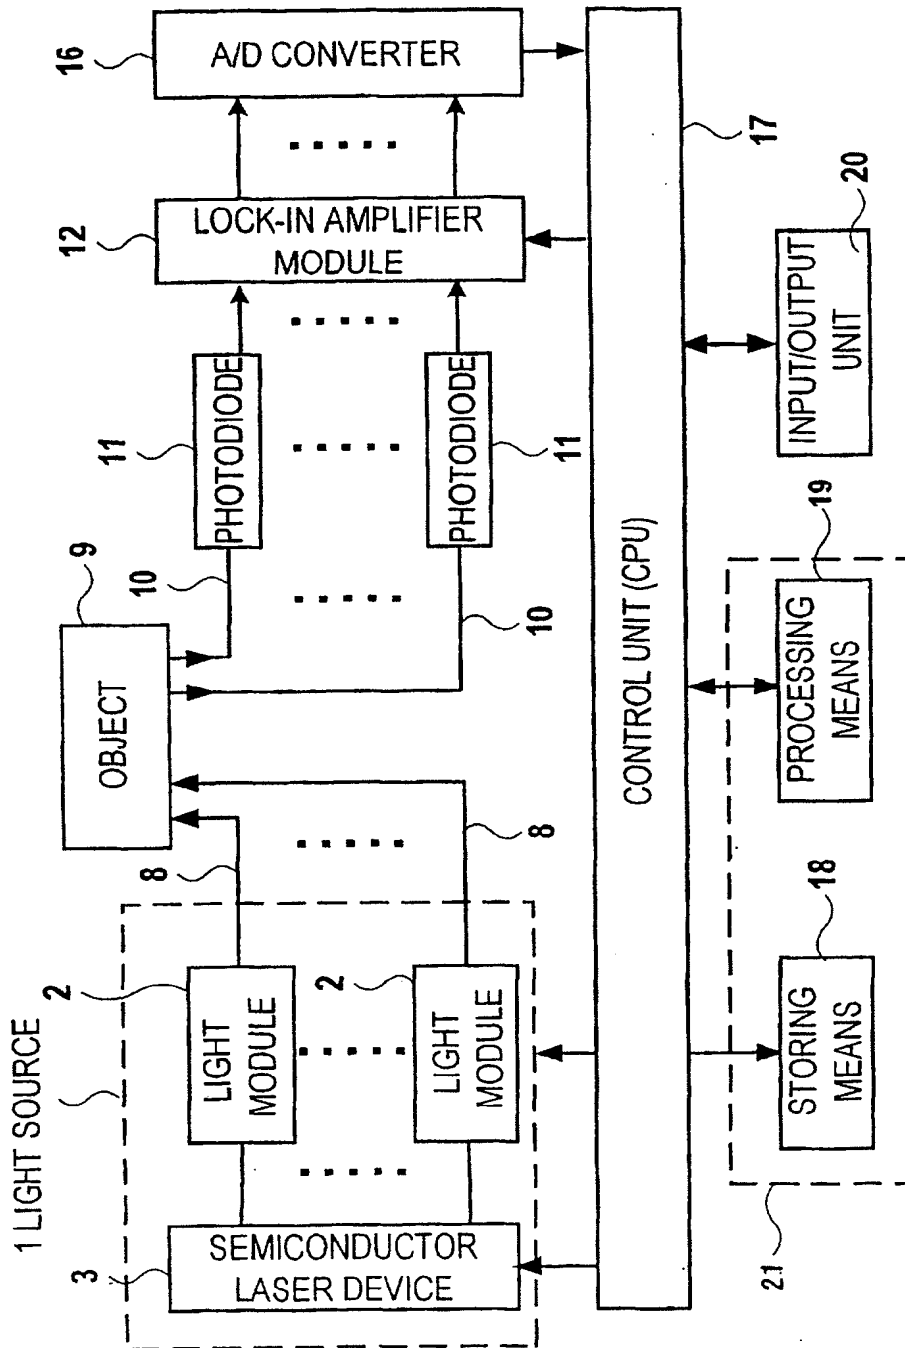 1 LIGHT SOURCE
3
SEMICONDUCTOR
LASER DEVICE
2
LIGHT
MODULE
2
LIGHT
MODULE
8
8
9
OBJECT
10
10
11
PHOTODIODE
PHOTODIODE
11
12
LOCK-IN AMPLIFIER
MODULE
16
A/D CONVERTER
CONTROL UNIT (CPU)
17
18
STORING
MEANS
19
PROCESSING
MEANS
20
INPUT/OUTPUT
UNIT
21